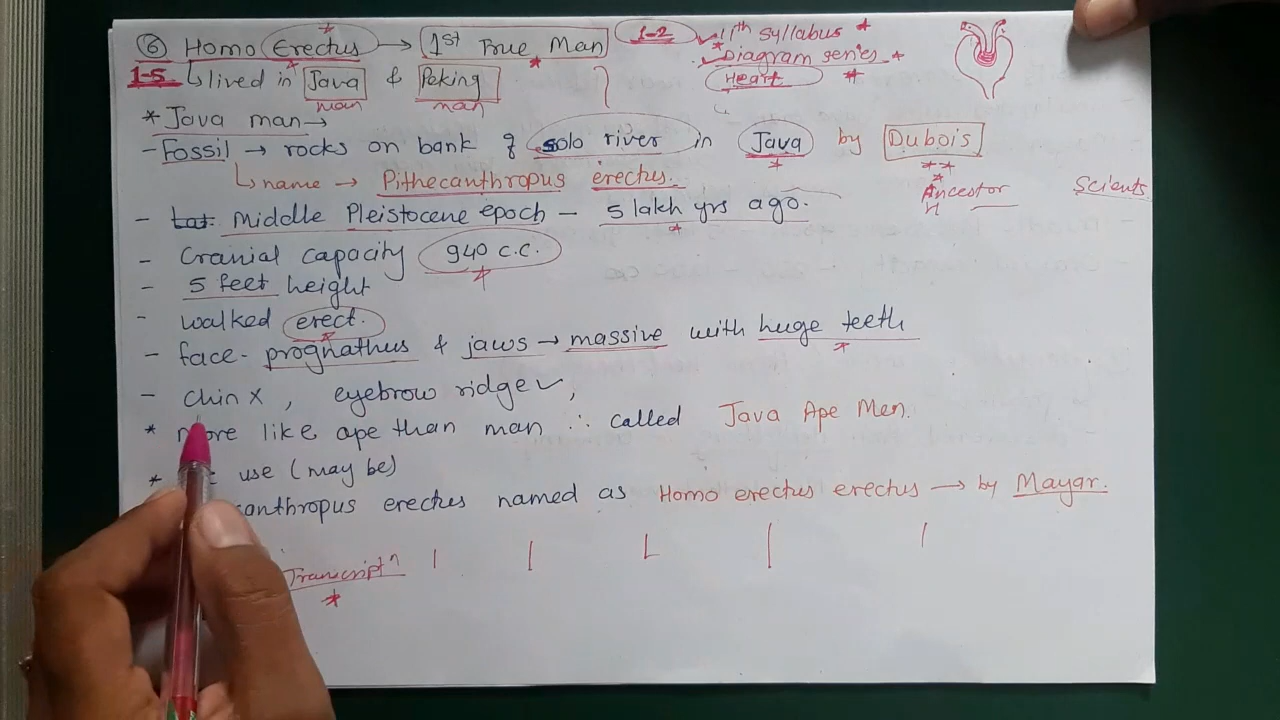 ⑥ Homo Erectus → 1st True Man
1-2 11th syllabus
Diagram series
Heart
1-5 ↳ lived in Java & Peking
man man
* Java man →
- Fossil → rocks on bank of solo river in Java by Dubois
↳ name → Pithecanthropus erectus.
Ancestor Scients
- Middle Pleistocene epoch - 5 lakh yrs ago.
- Cranial capacity 940 c.c.
- 5 feet height
- walked erect.
- face - prognathus & jaws → massive with huge teeth
- chin x, eyebrow ridge ✓,
* more like ape than man ∴ called Java Ape Men.
* use (may be)
canthropus erectus named as Homo erectus erectus → by Mayar.
Transcriptn